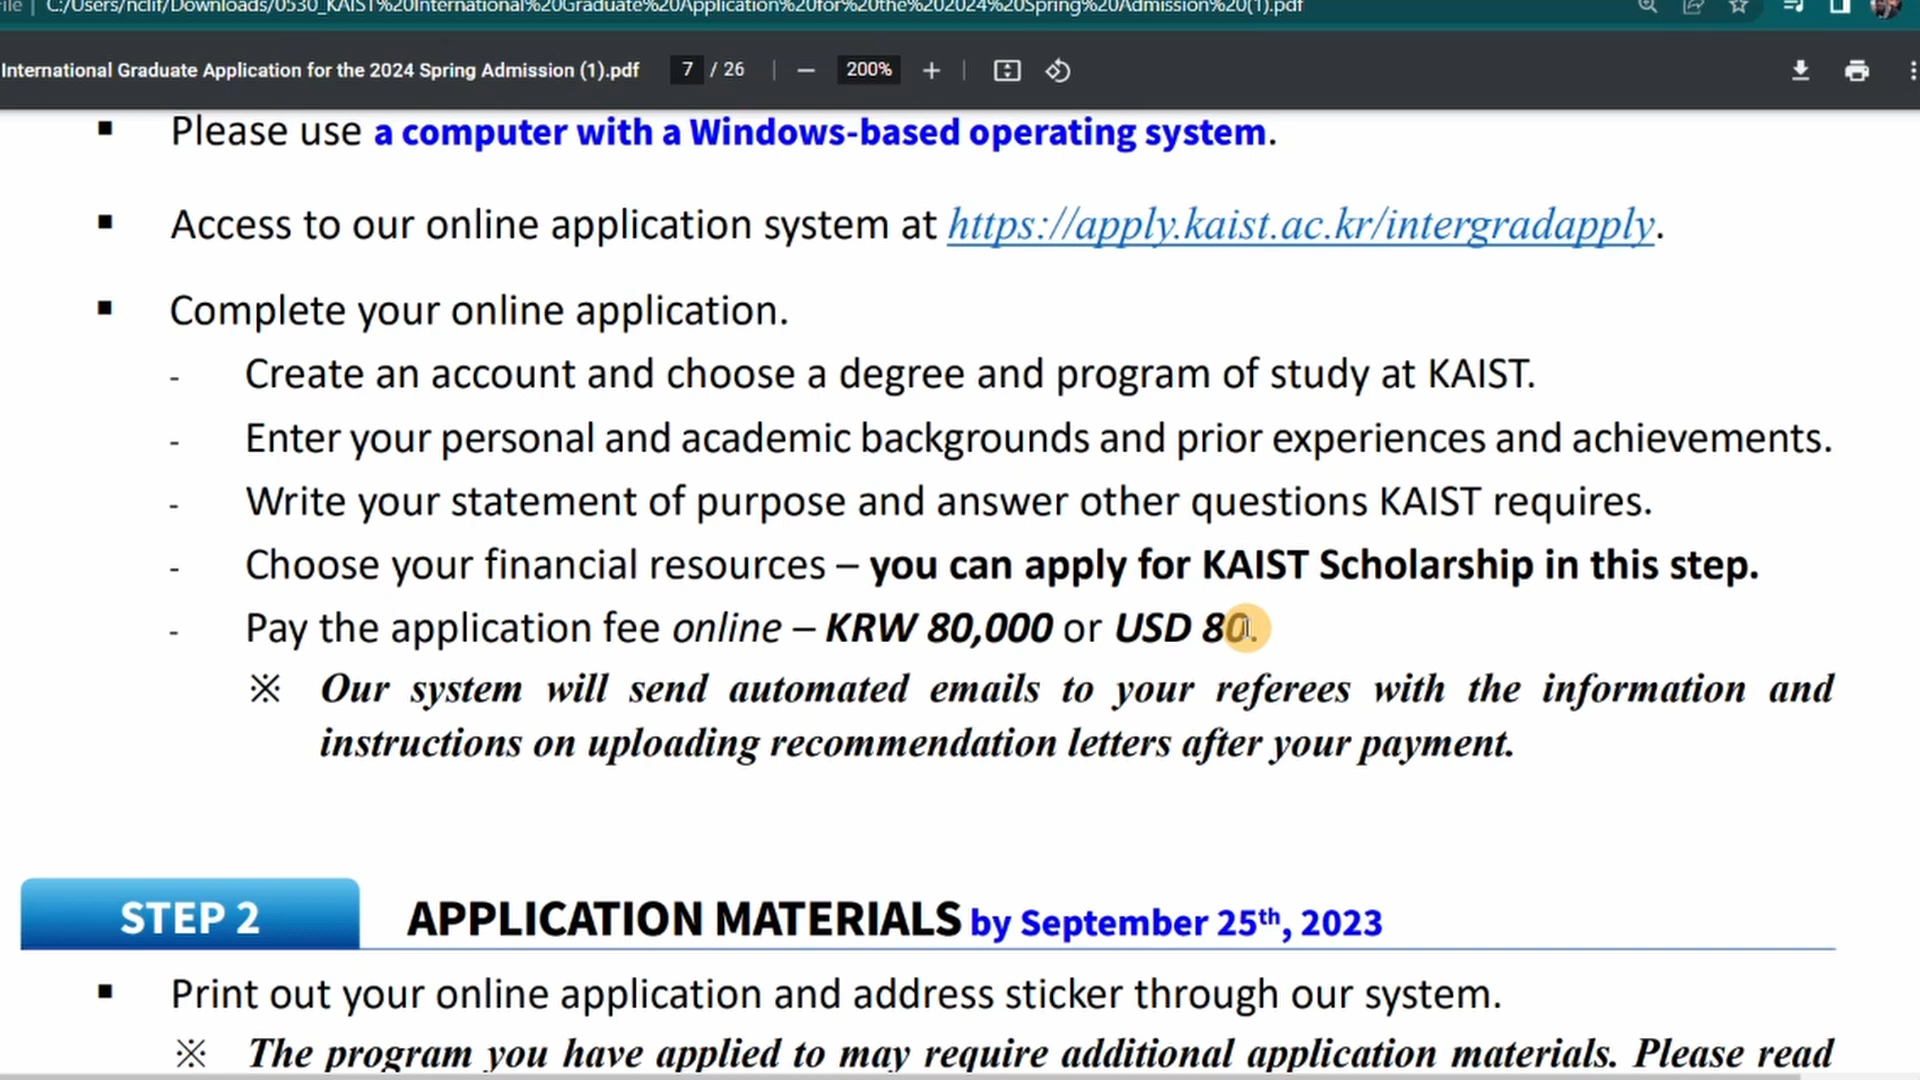 C:/Users/nclif/Downloads/0530_KAIST%20International%20Graduate%20Application%20for%20the%202024%20Spring%20Admission%20(1).pdf
International Graduate Application for the 2024 Spring Admission (1).pdf 7 / 26 200%
▪ Please use a computer with a Windows-based operating system.
▪ Access to our online application system at https://apply.kaist.ac.kr/intergradapply.
▪ Complete your online application.
- Create an account and choose a degree and program of study at KAIST.
- Enter your personal and academic backgrounds and prior experiences and achievements.
- Write your statement of purpose and answer other questions KAIST requires.
- Choose your financial resources – you can apply for KAIST Scholarship in this step.
- Pay the application fee online – KRW 80,000 or USD 80.
※ Our system will send automated emails to your referees with the information and
instructions on uploading recommendation letters after your payment.
STEP 2 APPLICATION MATERIALS by September 25th, 2023
▪ Print out your online application and address sticker through our system.
※ The program you have applied to may require additional application materials. Please read